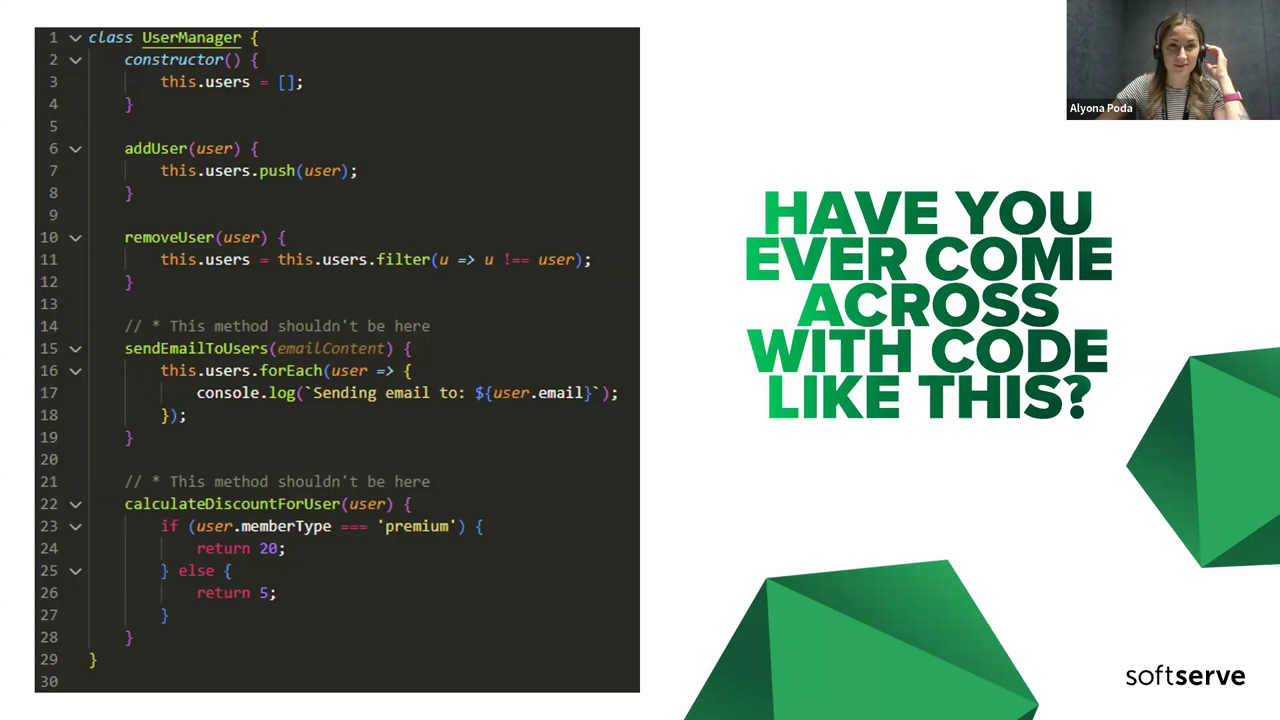 1 class UserManager {
2 constructor() {
3 this.users = [];
4 }
5
6 addUser(user) {
7 this.users.push(user);
8 }
9
10 removeUser(user) {
11 this.users = this.users.filter(u => u !== user);
12 }
13
14 // * This method shouldn't be here
15 sendEmailToUsers(emailContent) {
16 this.users.forEach(user => {
17 console.log(`Sending email to: ${user.email}`);
18 });
19 }
20
21 // * This method shouldn't be here
22 calculateDiscountForUser(user) {
23 if (user.memberType === 'premium') {
24 return 20;
25 } else {
26 return 5;
27 }
28 }
29 }
30
Alyona Poda
HAVE YOU
EVER COME
ACROSS
WITH CODE
LIKE THIS?
softserve